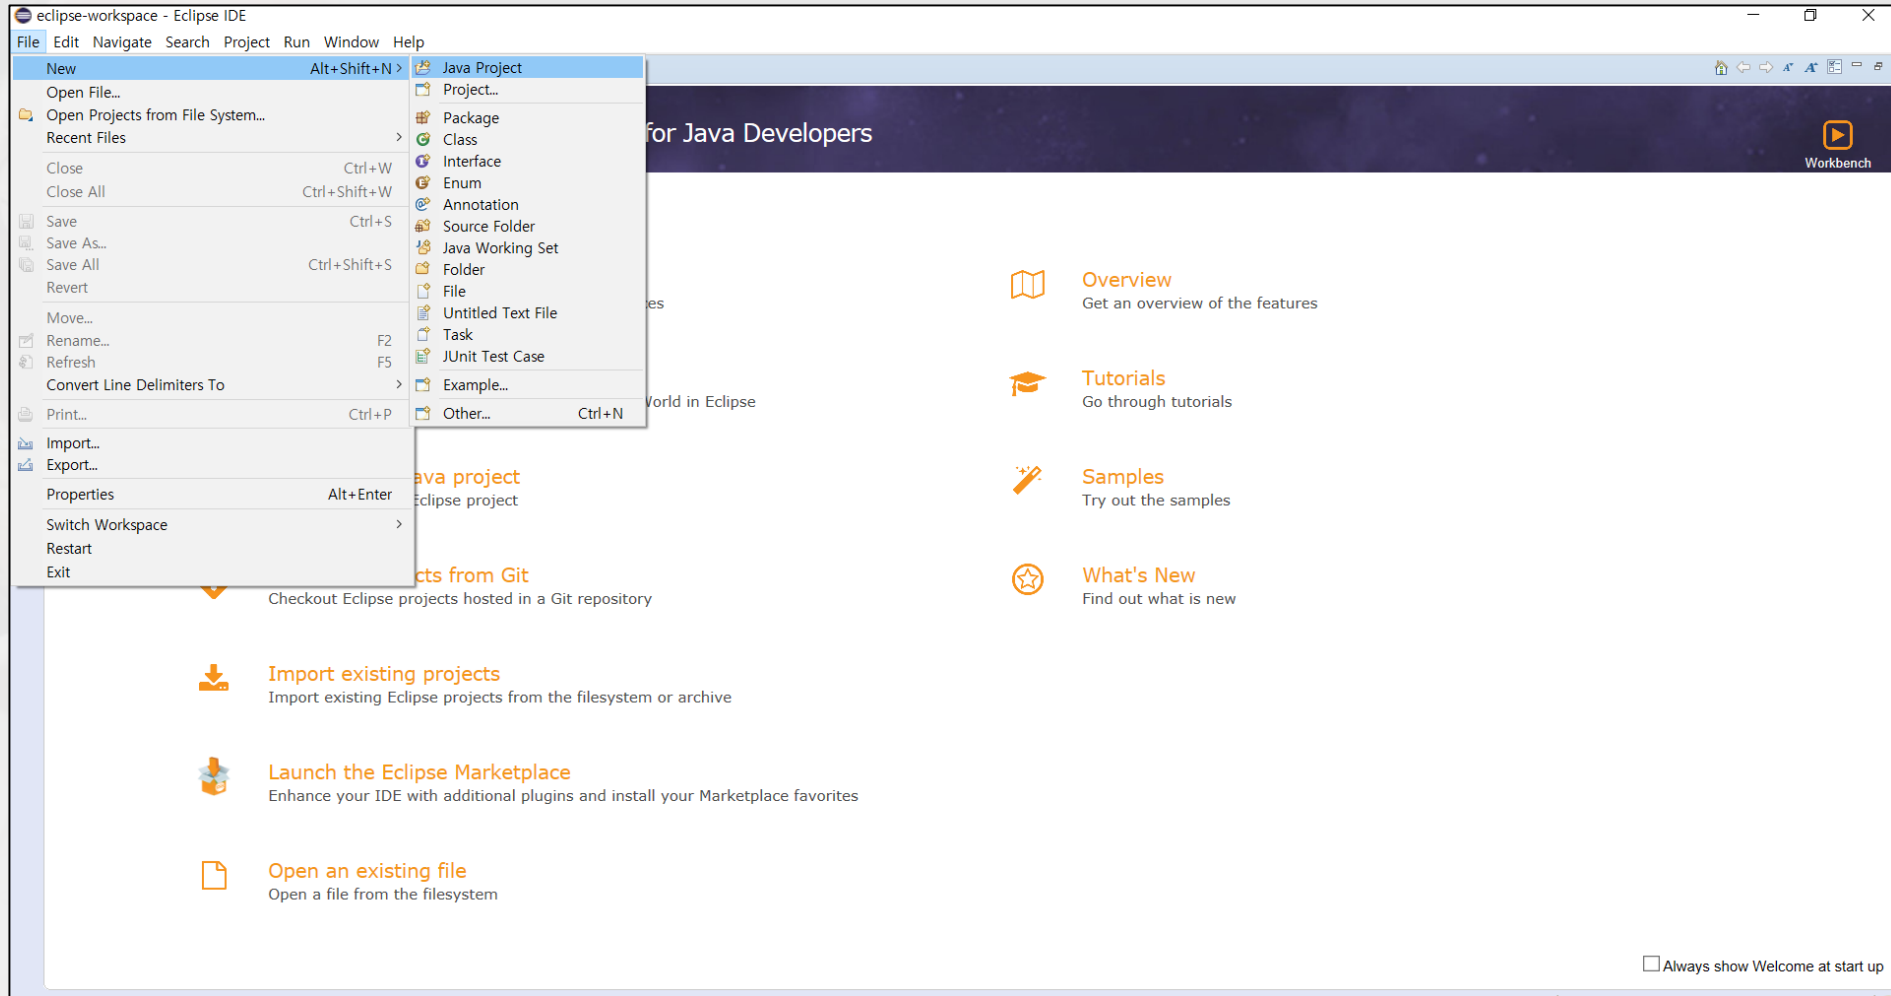 eclipse-workspace - Eclipse IDE
File Edit Navigate Search Project Run Window Help
New Alt+Shift+N
Open File...
Open Projects from File System...
Recent Files
Close Ctrl+W
Close All Ctrl+Shift+W
Save Ctrl+S
Save As...
Save All Ctrl+Shift+S
Revert
Move...
Rename... F2
Refresh F5
Convert Line Delimiters To
Print... Ctrl+P
Import...
Export...
Properties Alt+Enter
Switch Workspace
Restart
Exit
Java Project
Project...
Package
Class
Interface
Enum
Annotation
Source Folder
Java Working Set
Folder
File
Untitled Text File
Task
JUnit Test Case
Example...
Other... Ctrl+N
for Java Developers
Workbench
World in Eclipse
ava project
Eclipse project
cts from Git
Checkout Eclipse projects hosted in a Git repository
Import existing projects
Import existing Eclipse projects from the filesystem or archive
Launch the Eclipse Marketplace
Enhance your IDE with additional plugins and install your Marketplace favorites
Open an existing file
Open a file from the filesystem
Overview
Get an overview of the features
Tutorials
Go through tutorials
Samples
Try out the samples
What's New
Find out what is new
Always show Welcome at start up